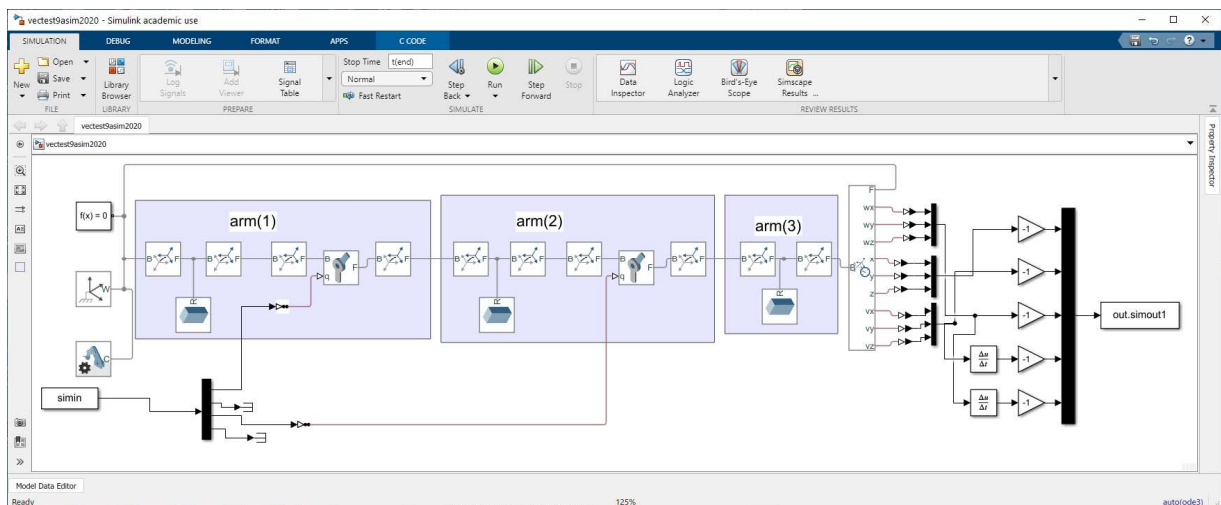 vectest9asim2020 - Simulink academic use
SIMULATION DEBUG MODELING FORMAT APPS C CODE
New
Open
Save
Print
FILE
Library
Browser
LIBRARY
Log
Signals
Add
Viewer
Signal
Table
PREPARE
Stop Time t(end)
Normal
Fast Restart
Step
Back
Run
Step
Forward
Stop
SIMULATE
Data
Inspector
Logic
Analyzer
Bird's-Eye
Scope
Simscape
Results ...
REVIEW RESULTS
vectest9asim2020
vectest9asim2020
Property Inspector
f(x) = 0
W
C
simin
arm(1)
B F
B F
B F
B F
q
B F
R
arm(2)
B F
B F
B F
B F
q
B F
R
arm(3)
B F
B F
R
B
F
wx
wy
wz
x
y
z
vx
vy
vz
Δu
Δt
Δu
Δt
-1
-1
-1
-1
-1
out.simout1
Model Data Editor
Ready
125%
auto(ode3)